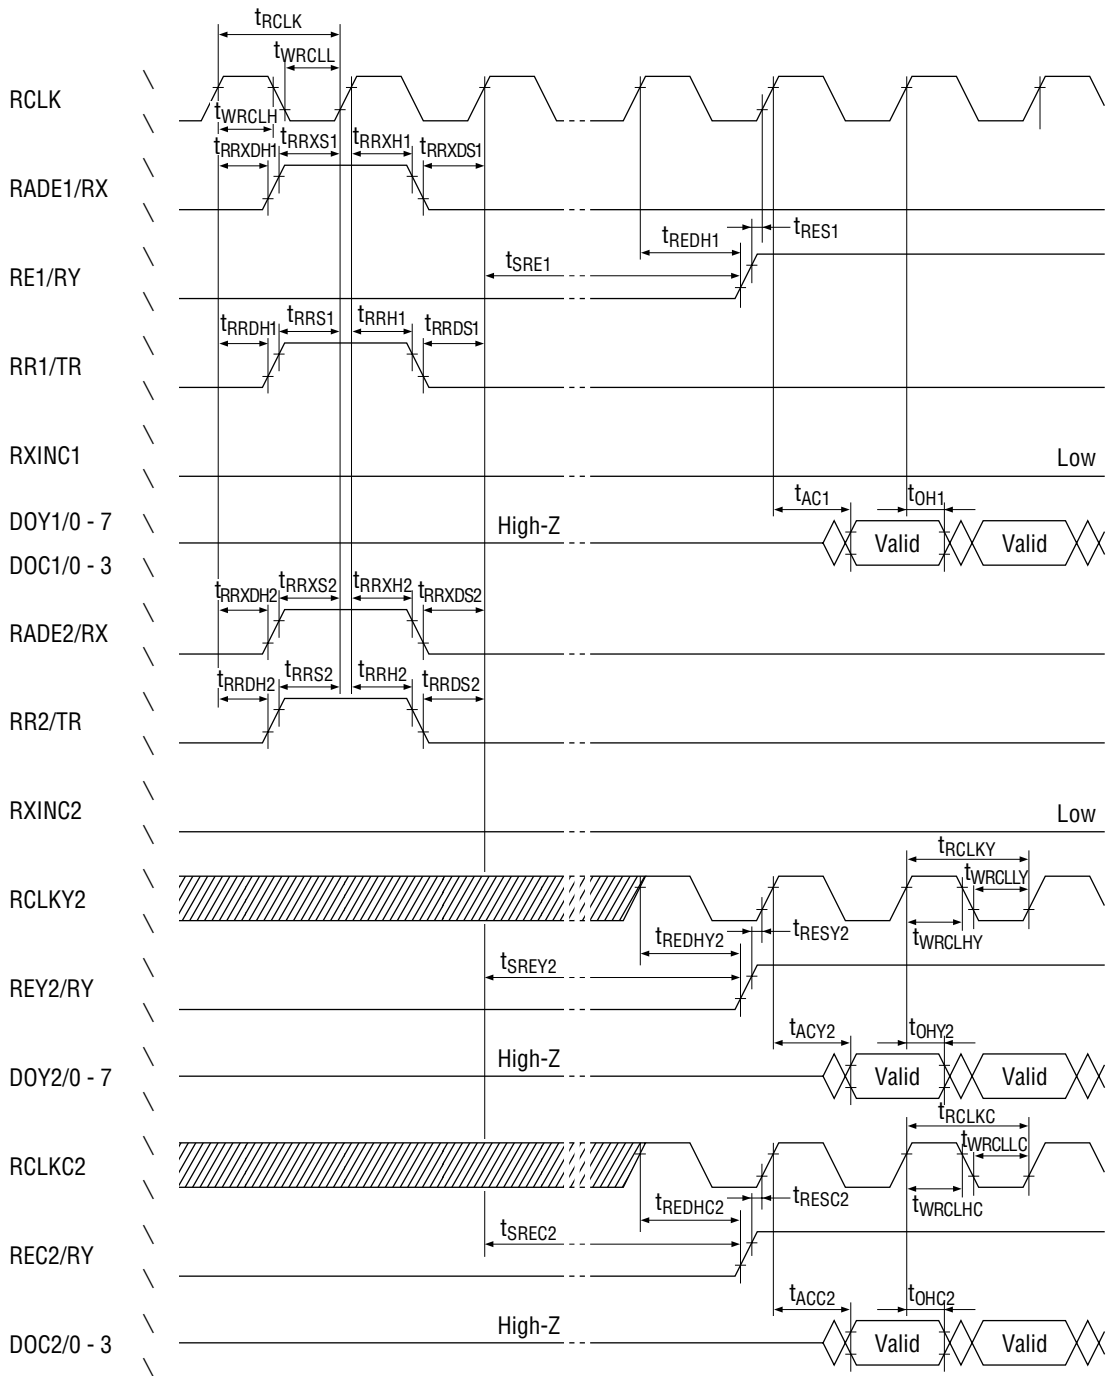 tRCLK
tWRCLL
RCLK
tWRCLH
tRRXDH1 tRRXS1 tRRXH1 tRRXDS1
RADE1/RX
tREDH1 tRES1
tSRE1
RE1/RY
tRRDH1 tRRS1 tRRH1 tRRDS1
RR1/TR
RXINC1 Low
tAC1 tOH1
DOY1/0 - 7 High-Z Valid Valid
DOC1/0 - 3
tRRXDH2 tRRXS2 tRRXH2 tRRXDS2
RADE2/RX
tRRDH2 tRRS2 tRRH2 tRRDS2
RR2/TR
RXINC2 Low
tRCLKY
tWRCLLY
RCLKY2
tREDHY2 tRESY2 tWRCLHY
tSREY2
REY2/RY
tACY2 tOHY2
High-Z
DOY2/0 - 7 Valid Valid
tRCLKC
tWRCLLC
RCLKC2
tREDHC2 tRESC2 tWRCLHC
tSREC2
REC2/RY
tACC2 tOHC2
High-Z
DOC2/0 - 3 Valid Valid